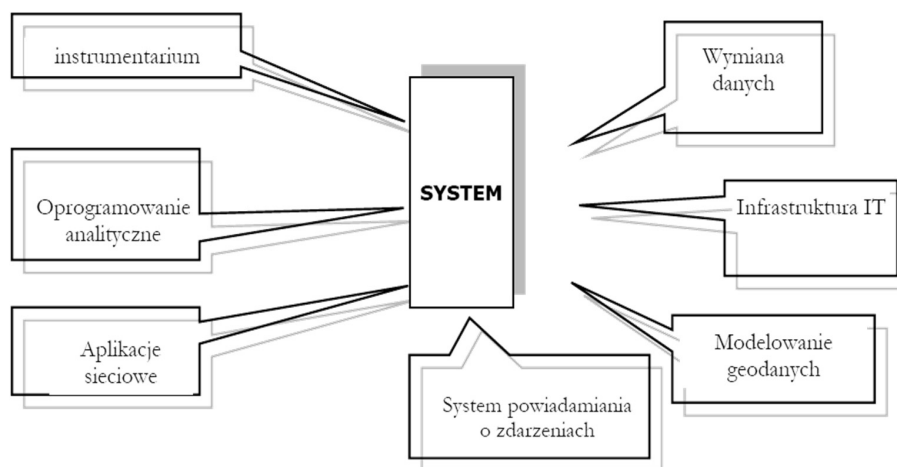 instrumentarium
Oprogramowanie
analityczne
Aplikacje
sieciowe
SYSTEM
System powiadamiania
o zdarzeniach
Wymiana
danych
Infrastruktura IT
Modelowanie
geodanych